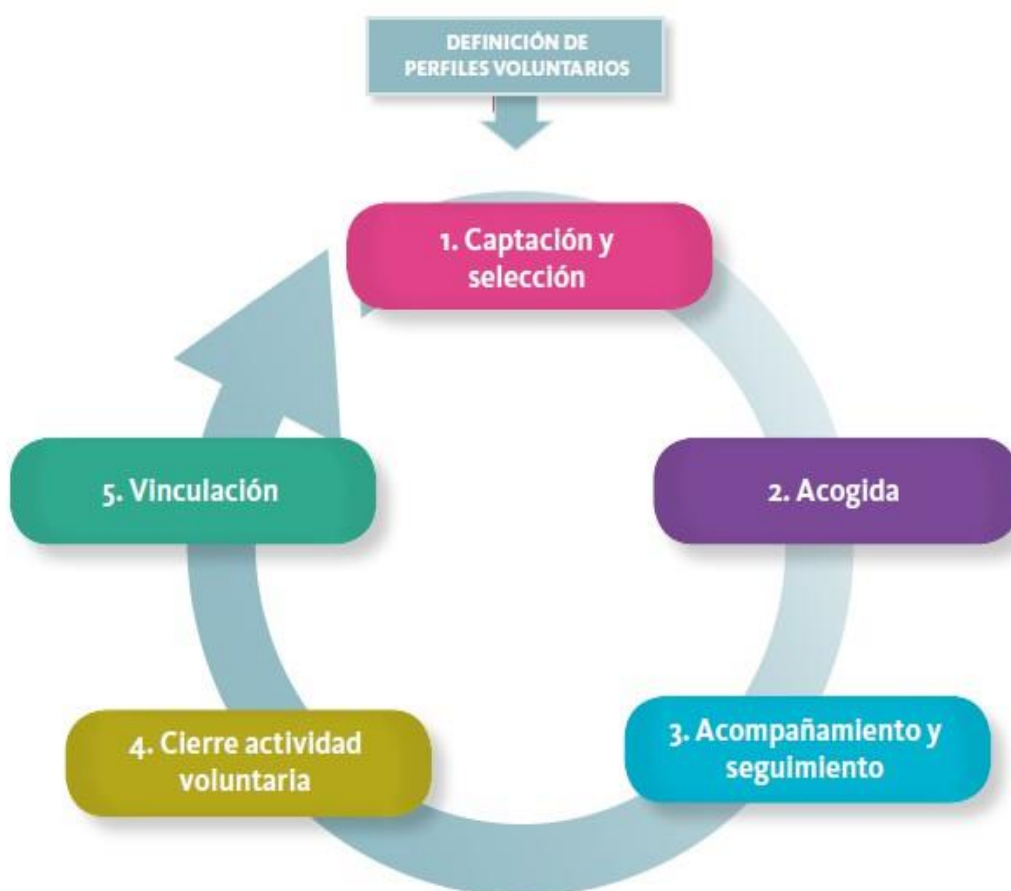 DEFINICIÓN DE
PERFILES VOLUNTARIOS
1. Captación y
selección
2. Acogida
3. Acompañamiento y
seguimiento
4. Cierre actividad
voluntaria
5. Vinculación